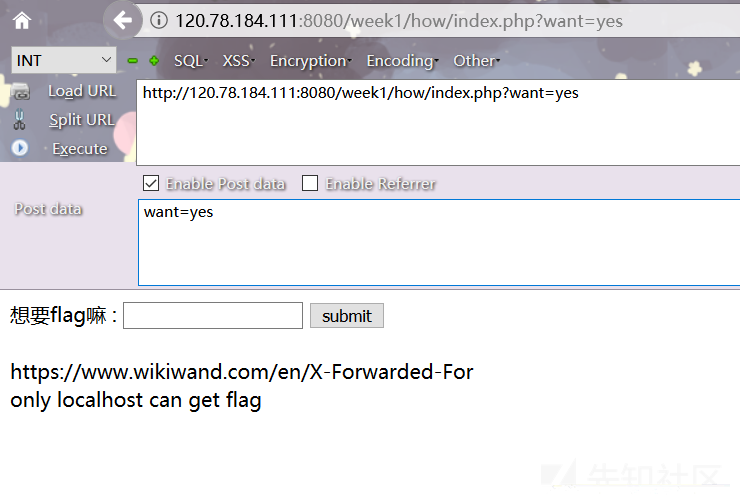 120.78.184.111:8080/week1/how/index.php?want=yes
INT SQL XSS Encryption Encoding Other
Load URL
http://120.78.184.111:8080/week1/how/index.php?want=yes
Split URL
Execute
Enable Post data Enable Referrer
Post data
want=yes
想要flag嘛 : submit
https://www.wikiwand.com/en/X-Forwarded-For
only localhost can get flag
先知社区